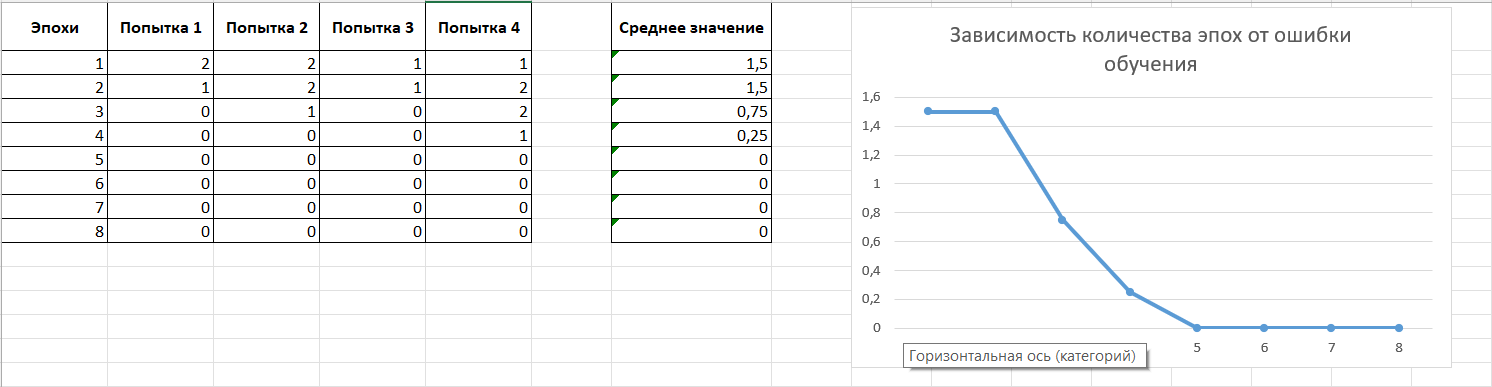 Эпохи Попытка 1 Попытка 2 Попытка 3 Попытка 4 Среднее значение
1 2 2 1 1 1,5
2 1 2 1 2 1,5
3 0 1 0 2 0,75
4 0 0 0 1 0,25
5 0 0 0 0 0
6 0 0 0 0 0
7 0 0 0 0 0
8 0 0 0 0 0
Зависимость количества эпох от ошибки
обучения
1,6
1,4
1,2
1
0,8
0,6
0,4
0,2
0
5 6 7 8
Горизонтальная ось (категорий)